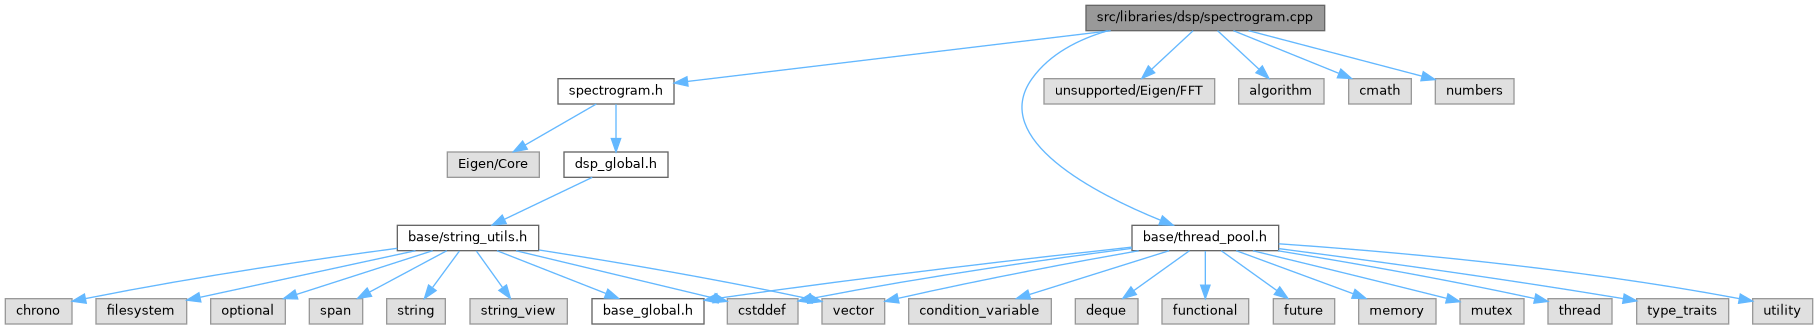 src/libraries/dsp/spectrogram.cpp
spectrogram.h
unsupported/Eigen/FFT
algorithm
cmath
numbers
Eigen/Core
dsp_global.h
base/string_utils.h
base/thread_pool.h
chrono
filesystem
optional
span
string
string_view
base_global.h
cstddef
vector
condition_variable
deque
functional
future
memory
mutex
thread
type_traits
utility